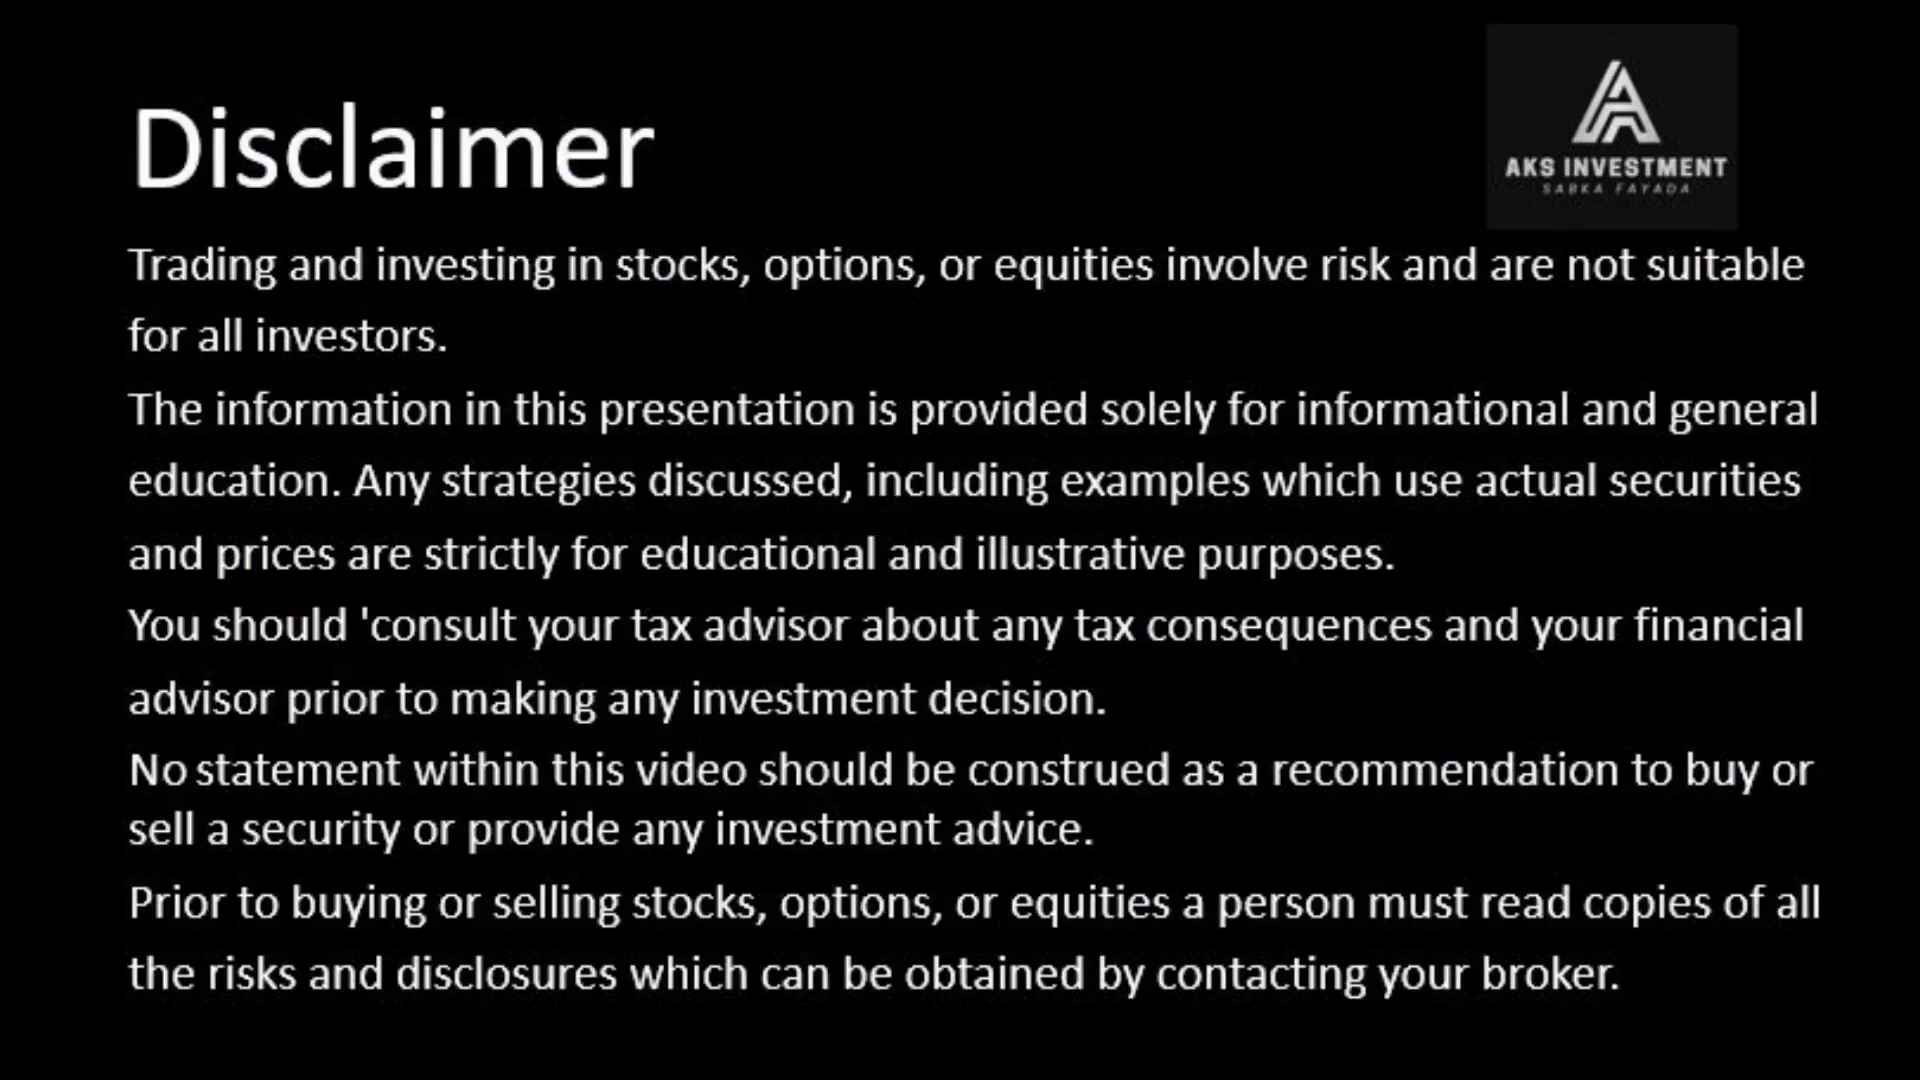 AKS INVESTMENT
SABKA FAYADA
Disclaimer
Trading and investing in stocks, options, or equities involve risk and are not suitable
for all investors.
The information in this presentation is provided solely for informational and general
education. Any strategies discussed, including examples which use actual securities
and prices are strictly for educational and illustrative purposes.
You should 'consult your tax advisor about any tax consequences and your financial
advisor prior to making any investment decision.
No statement within this video should be construed as a recommendation to buy or
sell a security or provide any investment advice.
Prior to buying or selling stocks, options, or equities a person must read copies of all
the risks and disclosures which can be obtained by contacting your broker.